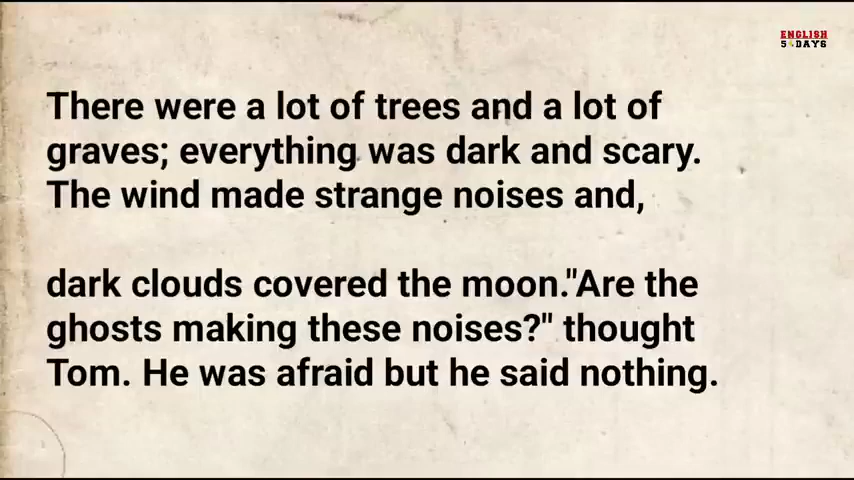 ENGLISH
5 DAYS
There were a lot of trees and a lot of
graves; everything was dark and scary.
The wind made strange noises and,
dark clouds covered the moon."Are the
ghosts making these noises?" thought
Tom. He was afraid but he said nothing.